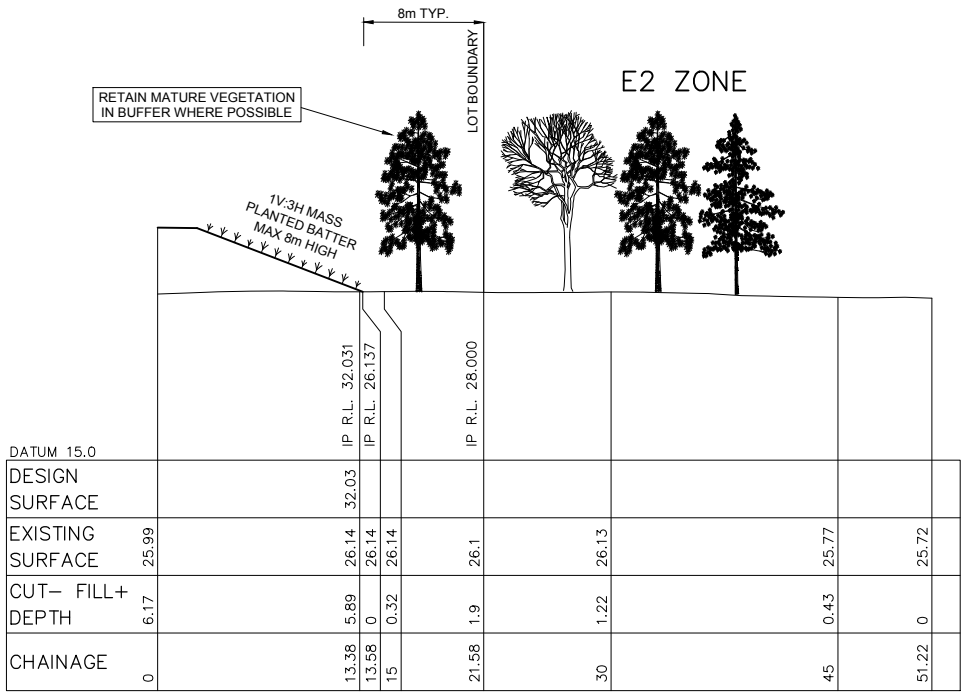 8m TYP.
LOT BOUNDARY
E2 ZONE
RETAIN MATURE VEGETATION
IN BUFFER WHERE POSSIBLE
1V:3H MASS
PLANTED BATTER
MAX 8m HIGH
IP R.L. 32.031
IP R.L. 26.137
IP R.L. 28.000
DATUM 15.0
DESIGN
SURFACE
32.03
EXISTING
SURFACE
25.99
26.14
26.14
26.14
26.1
26.13
25.77
25.72
CUT- FILL+
DEPTH
6.17
5.89
0
0.32
1.9
1.22
0.43
0
CHAINAGE
0
13.38
13.58
15
21.58
30
45
51.22